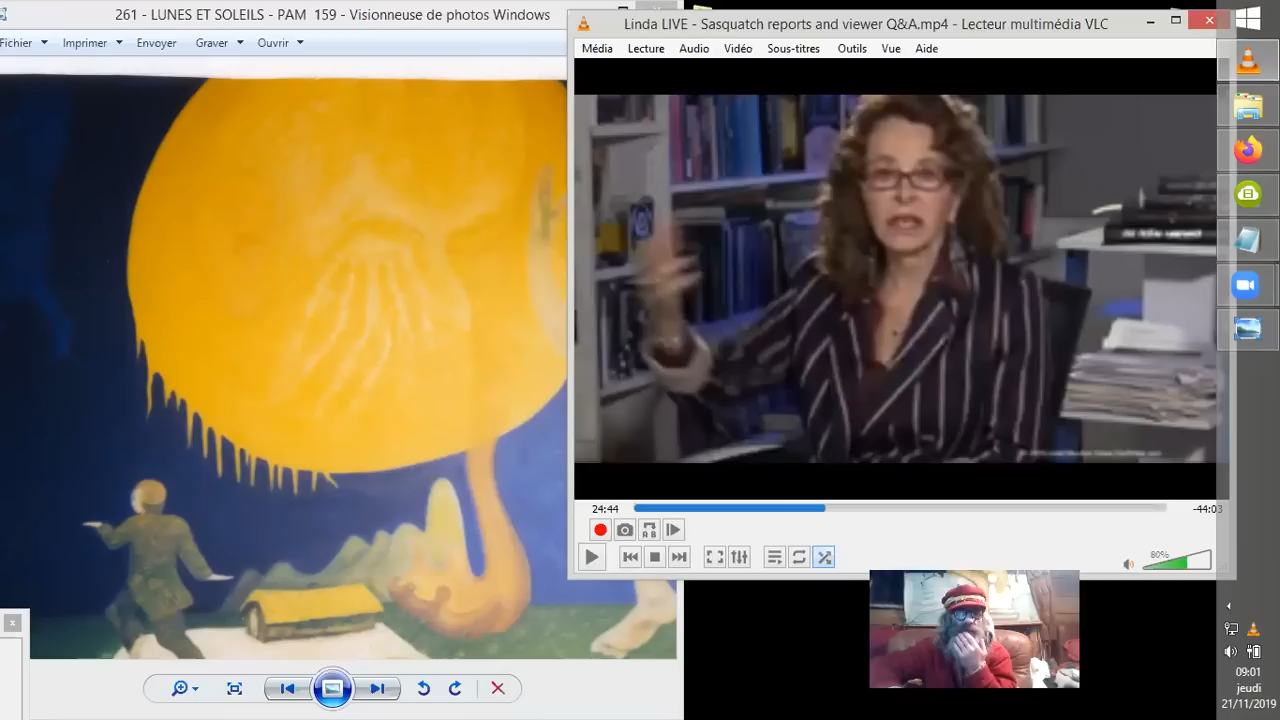 261 - LUNES ET SOLEILS - PAM  159 - Visionneuse de photos Windows
Fichier Imprimer Envoyer Graver Ouvrir
Linda LIVE - Sasquatch reports and viewer Q&A.mp4 - Lecteur multimédia VLC
Média Lecture Audio Vidéo Sous-titres Outils Vue Aide
24:44
-44:03
A B
80%
09:01
jeudi
21/11/2019